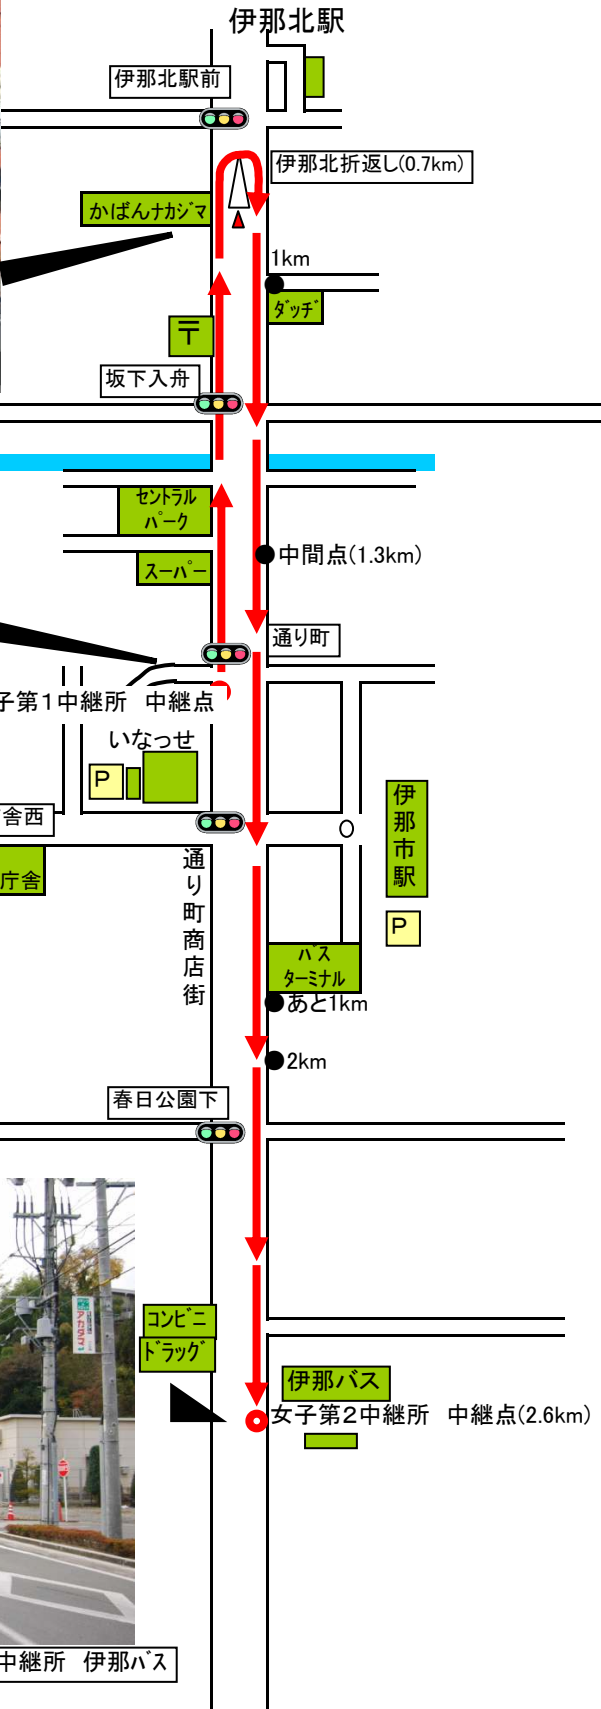 伊那北駅
伊那北駅前
伊那北折返し(0.7km)
かばんナカジマ
1km
ダッチ
〒
坂下入舟
セントラル
パーク
中間点(1.3km)
スーパー
通り町
子第1中継所 中継点
いなっせ
P
伊那市駅
舎西
庁舎
通り町商店街
P
バス
ターミナル
あと1km
2km
春日公園下
コンビニ
ドラッグ
伊那バス
女子第2中継所 中継点(2.6km)
中継所 伊那バス